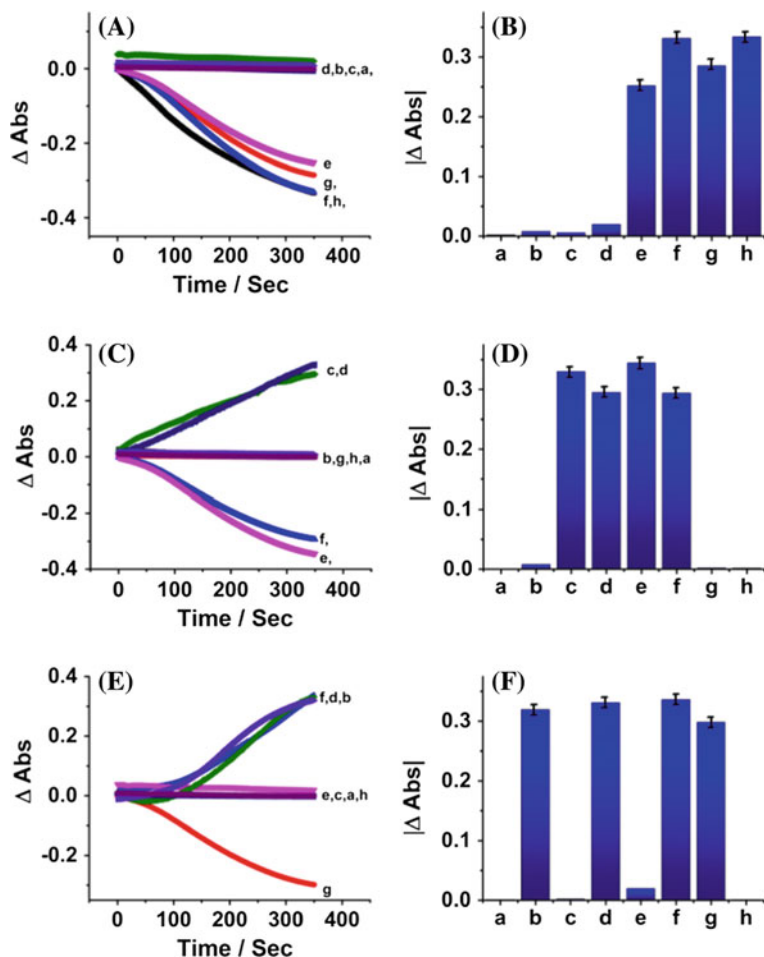 (A)
Δ Abs
0.0
-0.2
-0.4
d,b,c,a,
e
g,
f,h,
0 100 200 300 400
Time / Sec
(B)
|Δ Abs|
0.3
0.2
0.1
0.0
a b c d e f g h
(C)
Δ Abs
0.4
0.2
0.0
-0.2
-0.4
c,d
b,g,h,a
f,
e,
0 100 200 300 400
Time / Sec
(D)
|Δ Abs|
0.3
0.2
0.1
0.0
a b c d e f g h
(E)
Δ Abs
0.4
0.2
0.0
-0.2
f,d,b
e,c,a,h
g
0 100 200 300 400
Time / Sec
(F)
|Δ Abs|
0.3
0.2
0.1
0.0
a b c d e f g h